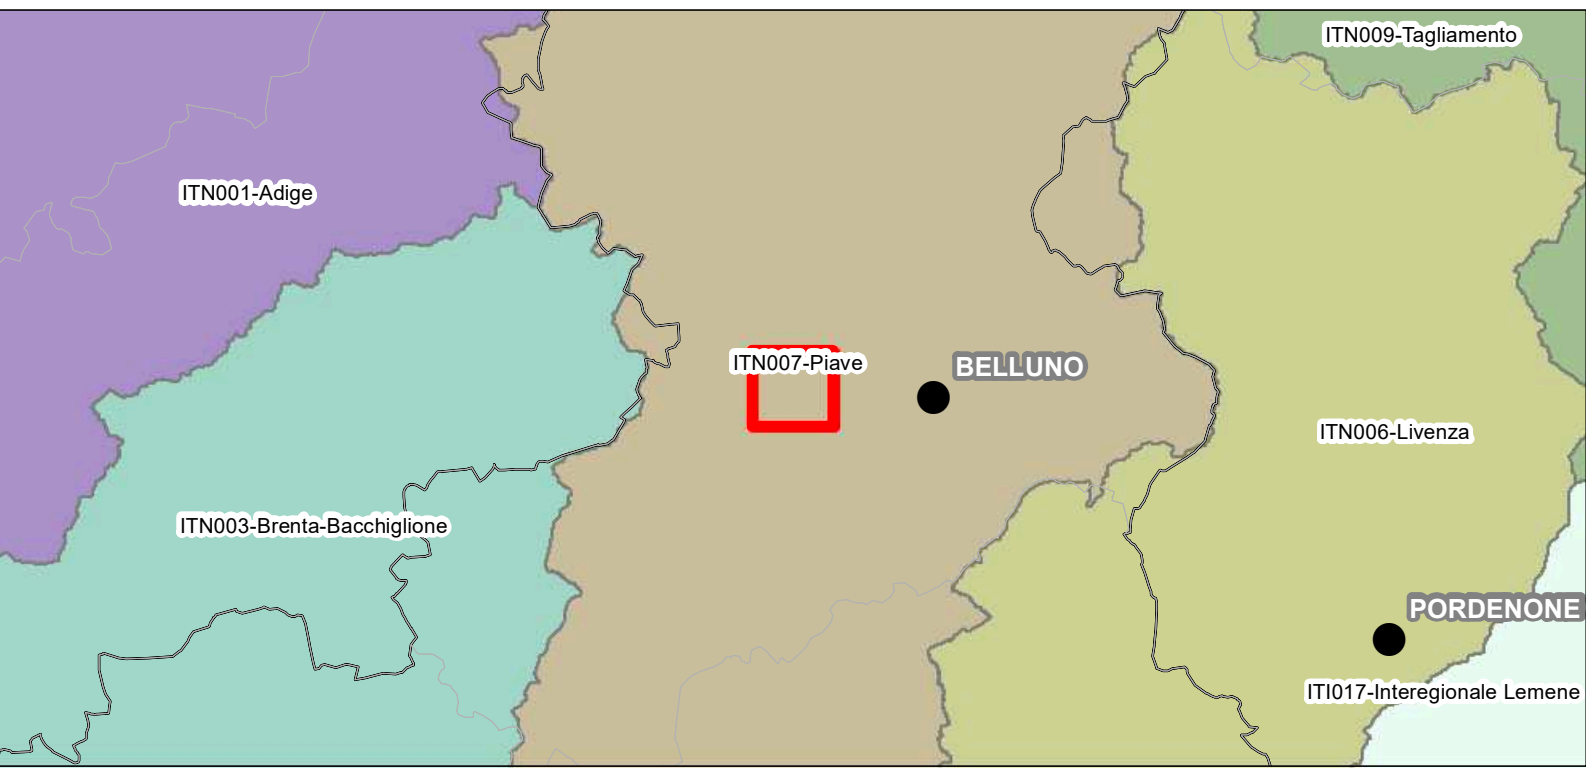 ITN009-Tagliamento
ITN001-Adige
ITN007-Piave
BELLUNO
ITN006-Livenza
ITN003-Brenta-Bacchiglione
PORDENONE
ITI017-Interegionale Lemene